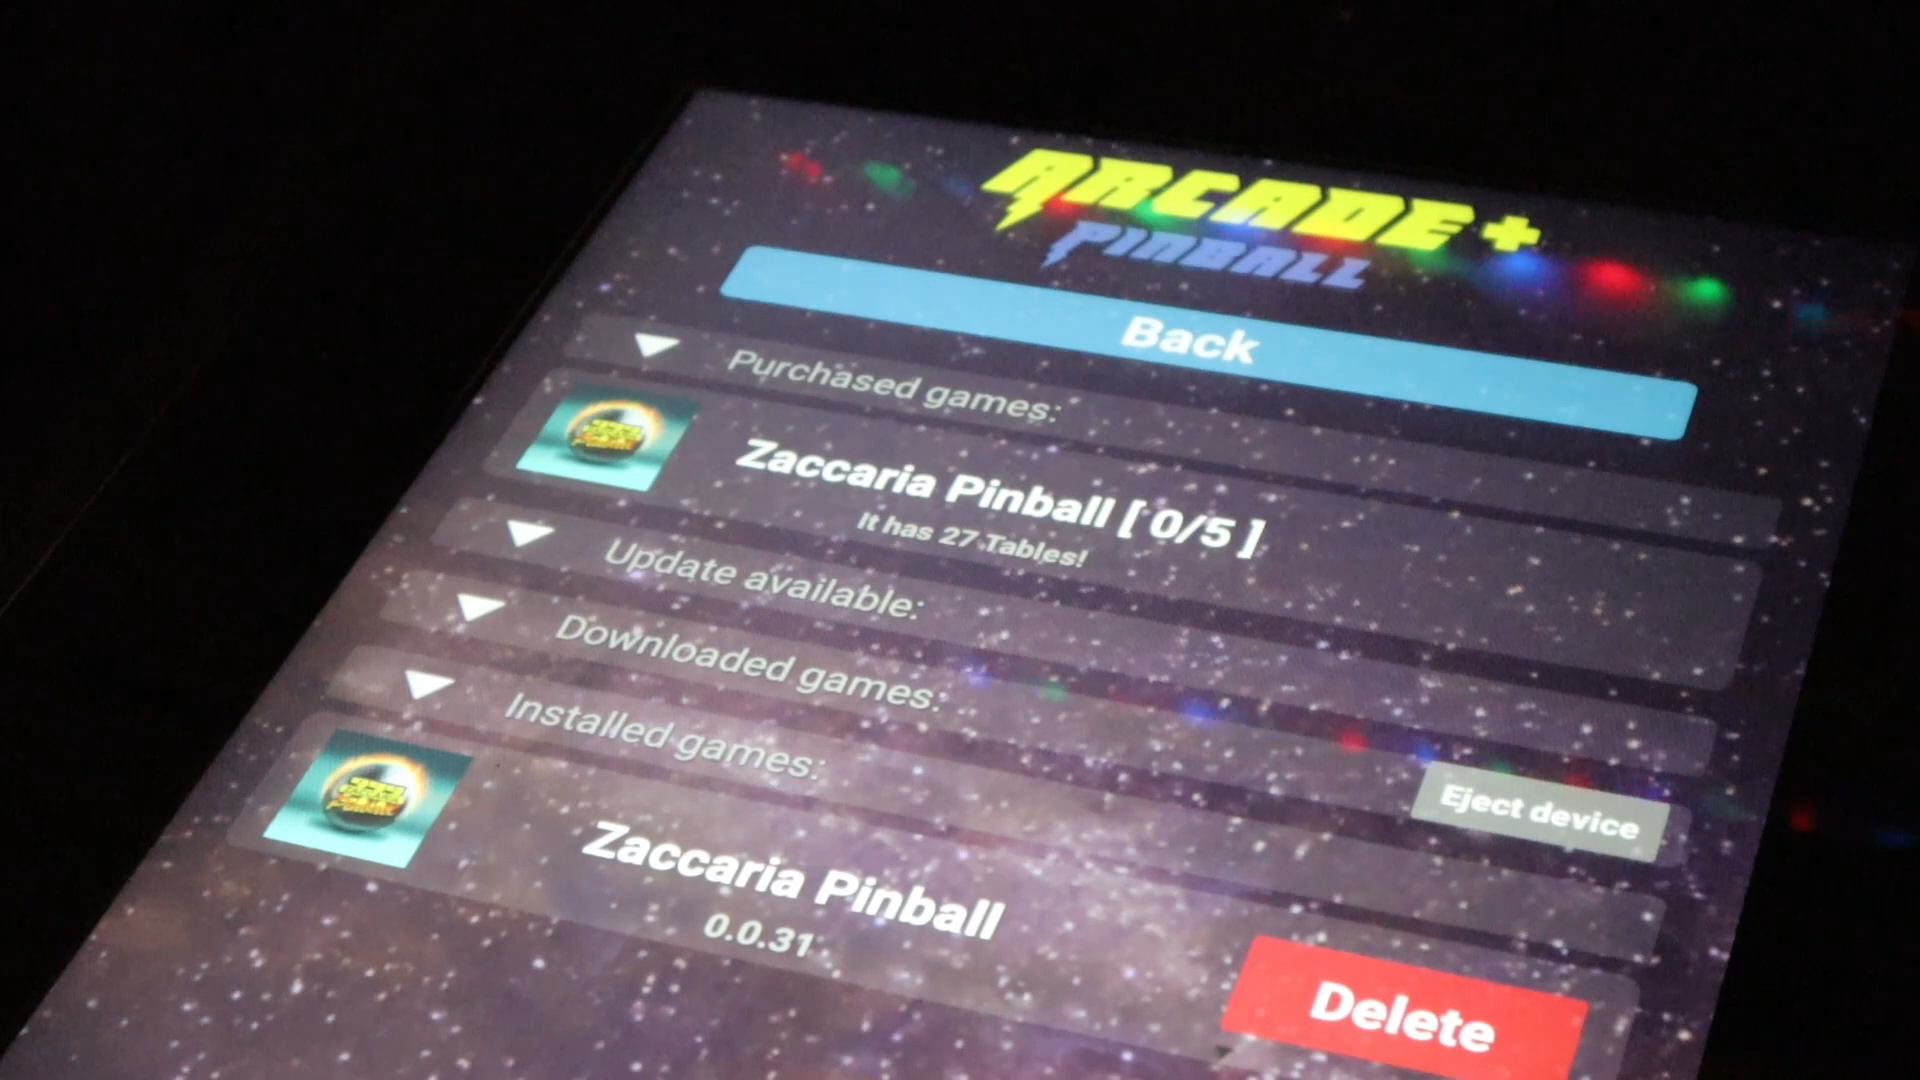 ARCADE+
PINBALL
Back
Purchased games:
Zaccaria Pinball [ 0/5 ]
It has 27 Tables!
Update available:
Downloaded games:
Eject device
Installed games:
Zaccaria Pinball
0.0.31
Delete